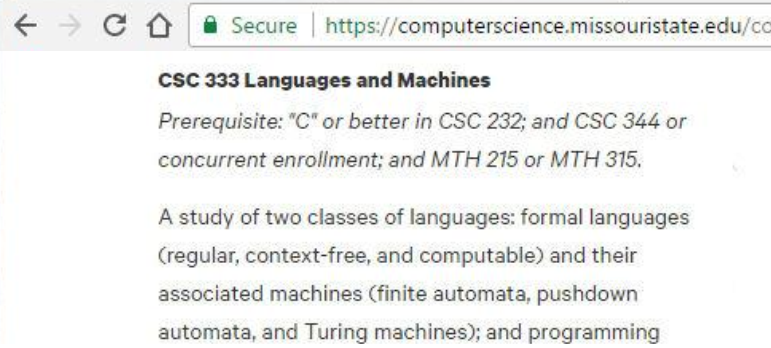 Secure | https://computerscience.missouristate.edu/co
CSC 333 Languages and Machines
Prerequisite: "C" or better in CSC 232; and CSC 344 or
concurrent enrollment; and MTH 215 or MTH 315.
A study of two classes of languages: formal languages
(regular, context-free, and computable) and their
associated machines (finite automata, pushdown
automata, and Turing machines); and programming